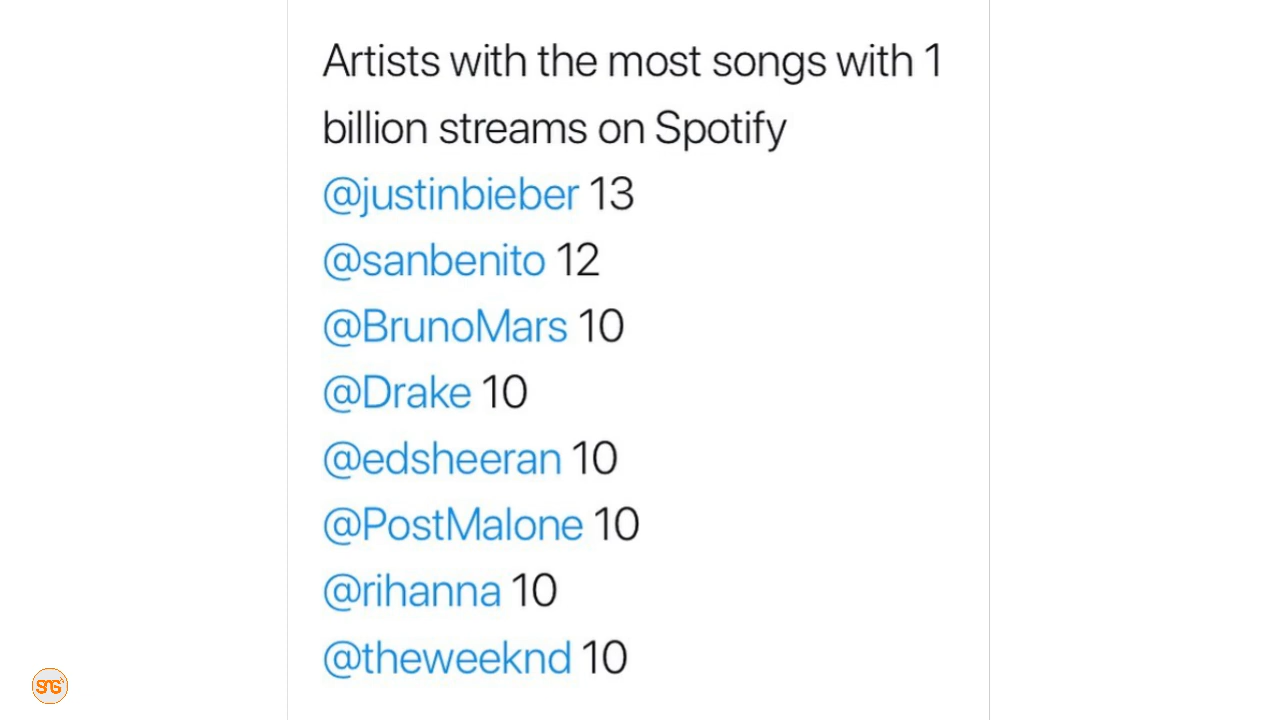 Artists with the most songs with 1
billion streams on Spotify
@justinbieber 13
@sanbenito 12
@BrunoMars 10
@Drake 10
@edsheeran 10
@PostMalone 10
@rihanna 10
@theweeknd 10